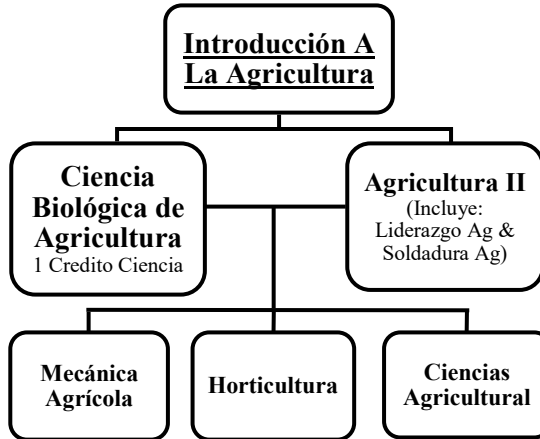 Introducción A
La Agricultura
Ciencia
Biológica de
Agricultura
1 Credito Ciencia
Agricultura II
(Incluye:
Liderazgo Ag &
Soldadura Ag)
Mecánica
Agrícola
Horticultura
Ciencias
Agricultural